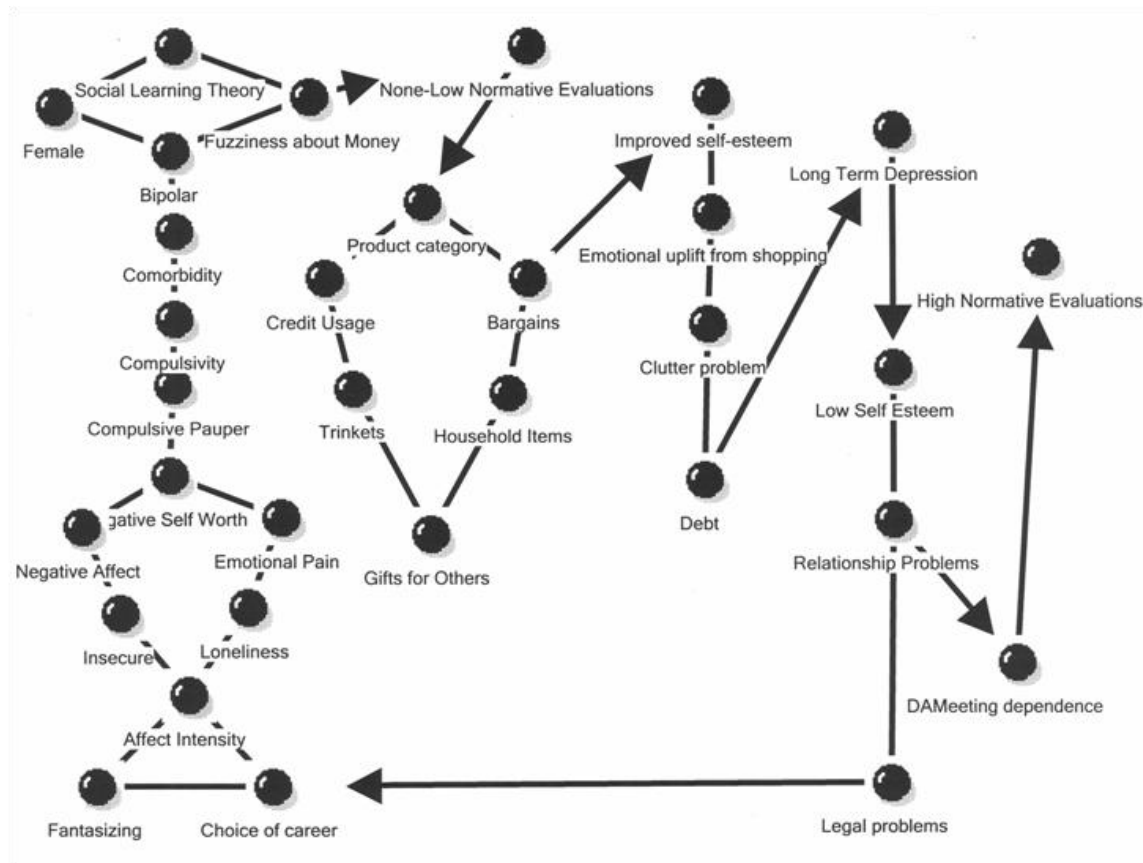 Social Learning Theory
Female
Fuzziness about Money
Bipolar
Comorbidity
Compulsivity
Compulsive Pauper
gative Self Worth
Negative Affect
Emotional Pain
Insecure
Loneliness
Affect Intensity
Fantasizing
Choice of career
None-Low Normative Evaluations
Product category
Credit Usage
Bargains
Trinkets
Household Items
Gifts for Others
Improved self-esteem
Emotional uplift from shopping
Clutter problem
Debt
Long Term Depression
Low Self Esteem
Relationship Problems
Legal problems
High Normative Evaluations
DAMeeting dependence